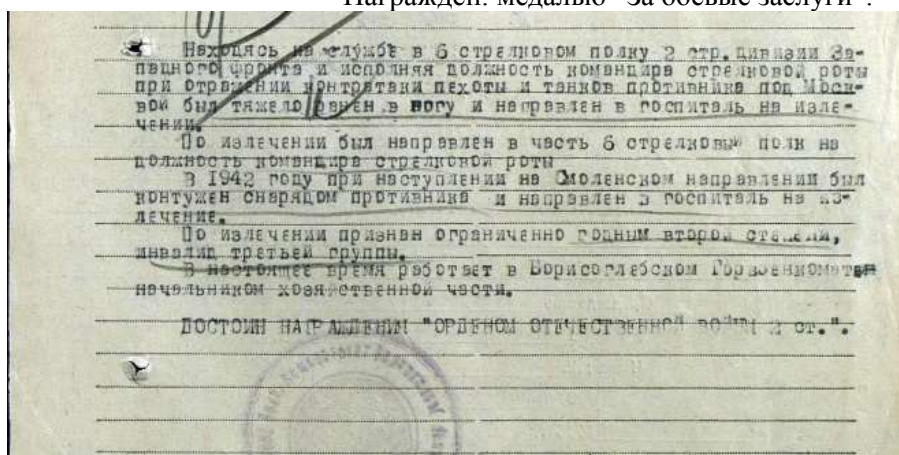 Награжден: медалью "За боевые заслуги".
Находясь на службе в 6 стрелковом полку 2 стр.дивизии За-
падного фронта и исполняя должность командира стрелковой роты
при отражении контратаки пехоты и танков противника под Моск-
вой был тяжело ранен в ногу и направлен в госпиталь на изле-
чении.
По излечении был направлен в часть 6 стрелковый полк на
должность командира стрелковой роты
В 1942 году при наступлении на Смоленском направлении был
контужен снарядом противника и направлен в госпиталь на из-
лечение.
По излечении признан ограниченно годным второй степени,
инвалид третьей группы.
В настоящее время работает в Борисоглебском Горвоенкомате
начальником хозяйственной части.
ДОСТОИН НАГРАЖДЕНИЯ "ОРДЕНОМ ОТЕЧЕСТВЕННОЙ ВОЙНЫ 2 ст.".